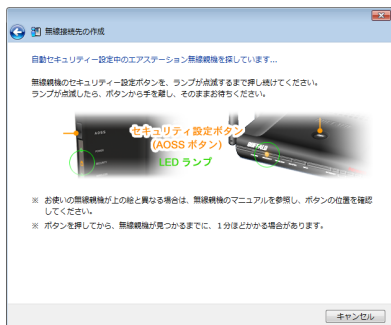 無線接続先の作成
自動セキュリティー設定中のエアステーション無線親機を探しています...
無線親機のセキュリティー設定ボタンを、ランプが点滅するまで押し続けてください。
ランプが点滅したら、ボタンから手を離し、そのままお待ちください。
AOSS
セキュリティ設定ボタン
(AOSS ボタン)
BUFFALO
LED ランプ
※ お使いの無線親機が上の絵と異なる場合は、無線親機のマニュアルを参照し、ボタンの位置を確認
してください。
※ ボタンを押してから、無線親機が見つかるまでに、1分ほどかかる場合があります。
キャンセル